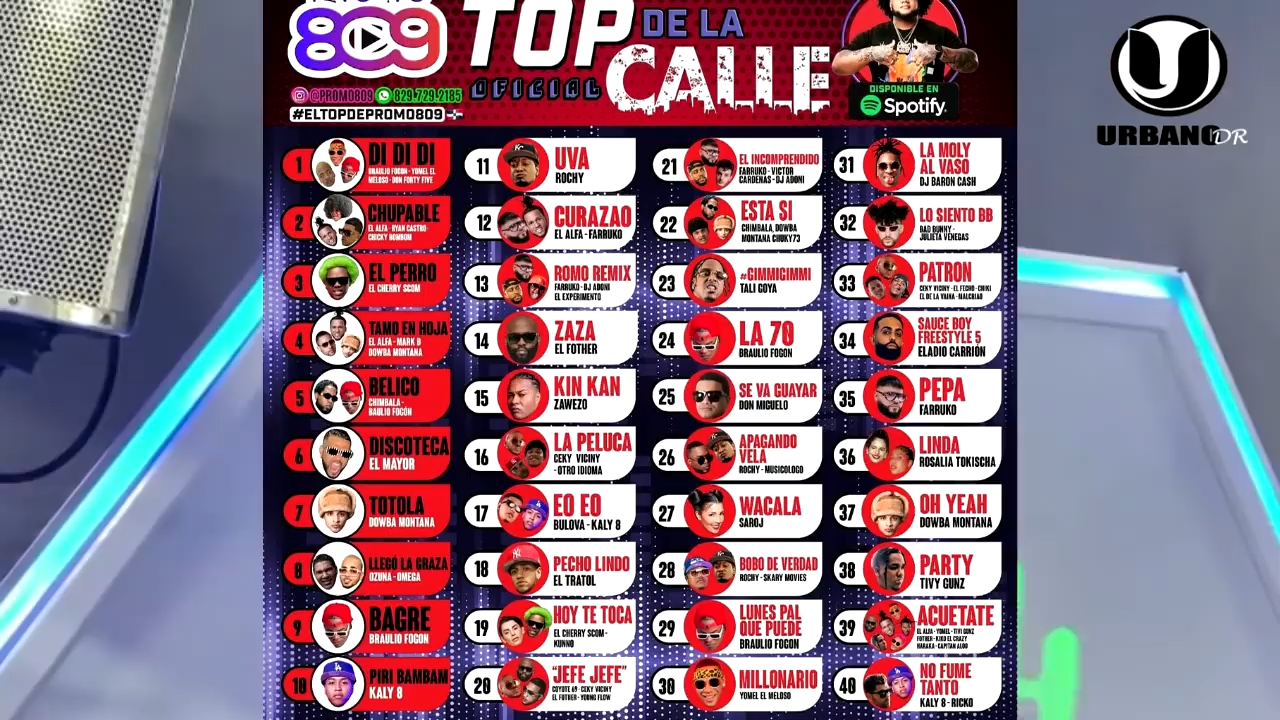 809
TOP
DE LA
CALLE
OFICIAL
@PROMO809 829.729.2185
#ELTOPDEPROMO809
DISPONIBLE EN
Spotify
URBANO DR
1
DI DI DI
BRAULIO FOGON - YOMEL EL
MELOSO - DON FORTY FIVE
2
CHUPABLE
EL ALFA - RYAN CASTRO-
CHICKY BOMBOM
3
EL PERRO
EL CHERRY SCOM
4
TAMO EN HOJA
EL ALFA - MARK B
DOWBA MONTANA
5
BELICO
CHIMBALA-
BAULIO FOCÓN
6
DISCOTECA
EL MAYOR
7
TOTOLA
DOWBA MONTANA
8
LLEGÓ LA GRAZA
OZUNA - OMEGA
9
BAGRE
BRAULIO FOGON
10
PIRI BAMBAM
KALY 8
11
UVA
ROCHY
12
CURAZAO
EL ALFA - FARRUKO
13
ROMO REMIX
FARRUKO - DJ ADONI
EL EXPERIMENTO
14
ZAZA
EL FOTHER
15
KIN KAN
ZAWEZO
16
LA PELUCA
CEKY VICINY
- OTRO IDIOMA
17
EO EO
BULOVA - KALY 8
18
PECHO LINDO
EL TRATOL
19
HOY TE TOCA
EL CHERRY SCOM -
KUNNO
20
"JEFE JEFE"
COYOTE 69 - CEKY VICINY
EL FOTHER - YOUNG FLOW
21
EL INCOMPRENDIDO
FARRUKO - VICTOR
CARDENAS - DJ ADONI
22
ESTA SI
CHIMBALA, DOWBA
MONTANA CHUKY73
23
#GIMMIGIMMI
TALI GOYA
24
LA 70
BRAULIO FOGON
25
SE VA GUAYAR
DON MIGUELO
26
APAGANDO
VELA
ROCHY - MUSICOLOGO
27
WACALA
SAROJ
28
BOBO DE VERDAD
ROCHY - SKARY MOVIES
29
LUNES PAL
QUE PUEDE
BRAULIO FOGON
30
MILLONARIO
YOMEL EL MELOSO
31
LA MOLY
AL VASO
DJ BARON CASH
32
LO SIENTO BB
BAD BUNNY -
JULIETA VENEGAS
33
PATRON
CEKY VICINY - EL FECHO - CHIKI
EL DE LA VAINA - MALCRIAO
34
SAUCE BOY
FREESTYLE 5
ELADIO CARRIÓN
35
PEPA
FARRUKO
36
LINDA
ROSALIA TOKISCHA
37
OH YEAH
DOWBA MONTANA
38
PARTY
TIVY GUNZ
39
ACUETATE
EL ALFA - YOMEL - TIVI GUNZ
FOTHER - KIKO EL CRAZY
HARAKA - CAPITAN ALOO
40
NO FUME
TANTO
KALY 8 - RICKO